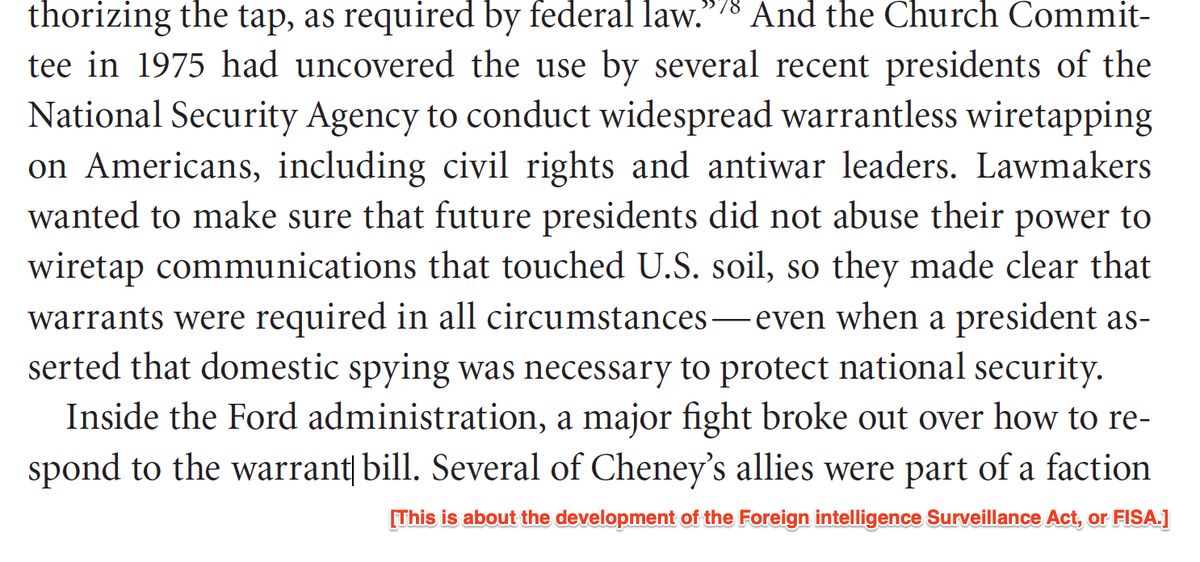 thorizing the tap, as required by federal law.”78 And the Church Commit-
tee in 1975 had uncovered the use by several recent presidents of the
National Security Agency to conduct widespread warrantless wiretapping
on Americans, including civil rights and antiwar leaders. Lawmakers
wanted to make sure that future presidents did not abuse their power to
wiretap communications that touched U.S. soil, so they made clear that
warrants were required in all circumstances—even when a president as-
serted that domestic spying was necessary to protect national security.
Inside the Ford administration, a major fight broke out over how to re-
spond to the warrant bill. Several of Cheney’s allies were part of a faction
[This is about the development of the Foreign intelligence Surveillance Act, or FISA.]